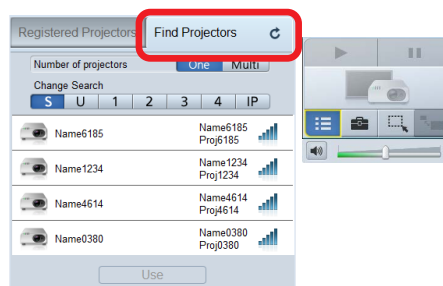 Registered Projectors Find Projectors
Number of projectors One Multi
Change Search
S U 1 2 3 4 IP
Name6185 Name6185
Proj6185
Name1234 Name1234
Proj1234
Name4614 Name4614
Proj4614
Name0380 Name0380
Proj0380
Use